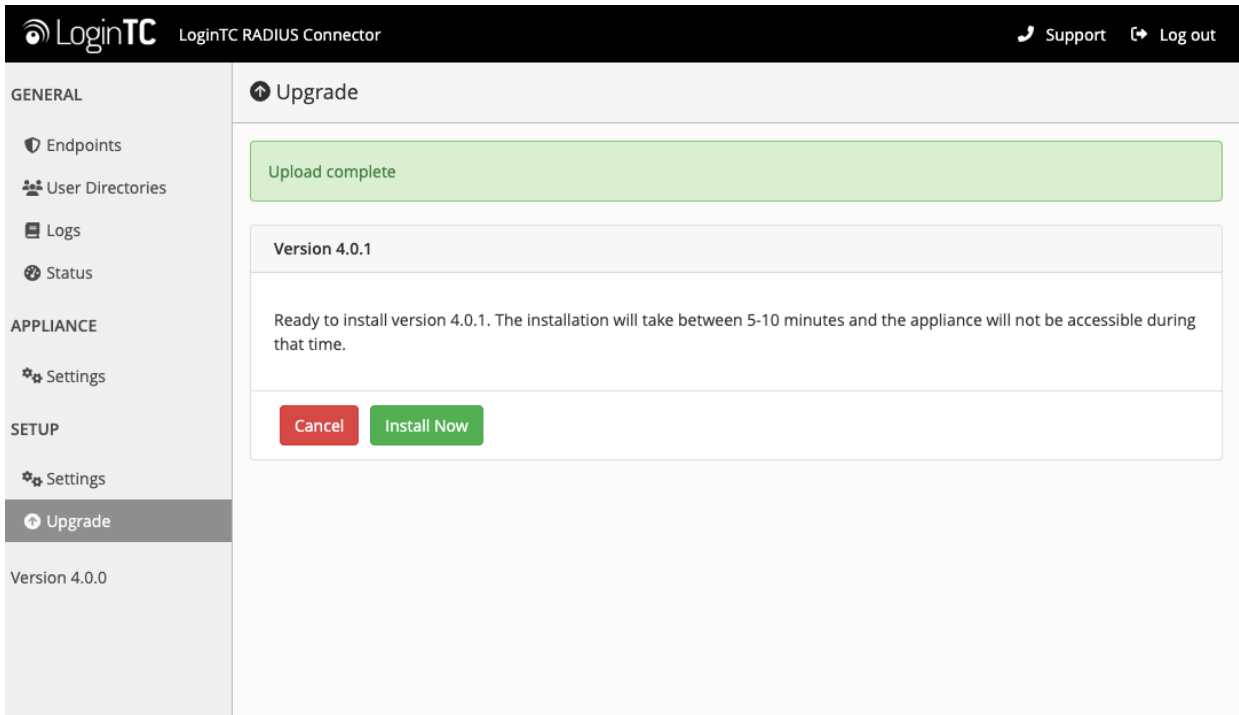 LoginTC LoginTC RADIUS Connector Support Log out
GENERAL
Endpoints
User Directories
Logs
Status
APPLIANCE
Settings
SETUP
Settings
Upgrade
Version 4.0.0
Upgrade
Upload complete
Version 4.0.1
Ready to install version 4.0.1. The installation will take between 5-10 minutes and the appliance will not be accessible during
that time.
Cancel Install Now